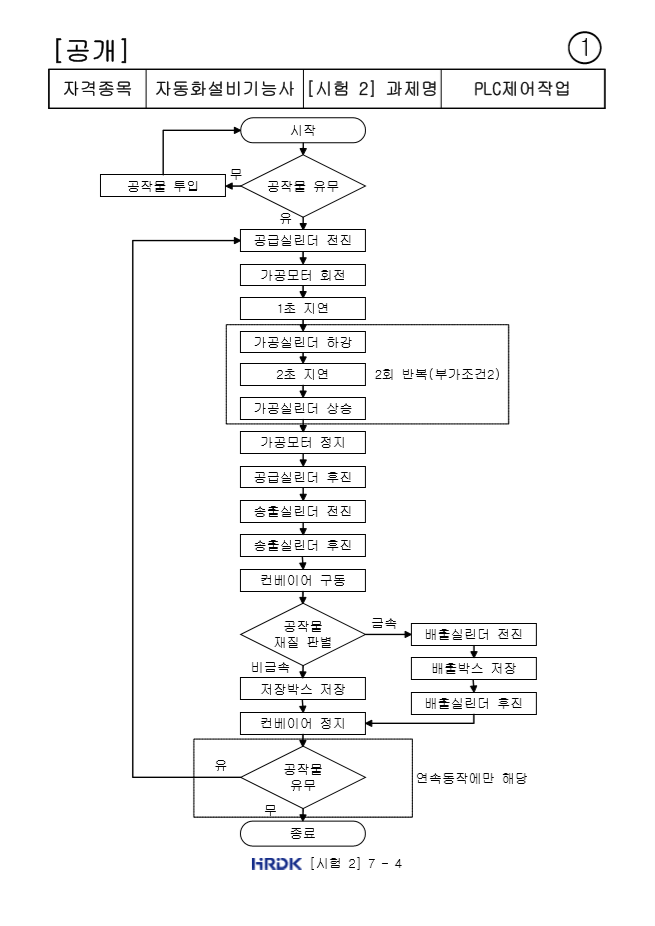 [공개]
①
자격종목 자동화설비기능사 [시험 2] 과제명 PLC제어작업
시작
무
공작물 투입
공작물 유무
유
공급실린더 전진
가공모터 회전
1초 지연
가공실린더 하강
2초 지연
2회 반복(부가조건2)
가공실린더 상승
가공모터 정지
공급실린더 후진
송출실린더 전진
송출실린더 후진
컨베이어 구동
공작물
재질 판별
금속
배출실린더 전진
배출박스 저장
배출실린더 후진
비금속
저장박스 저장
컨베이어 정지
유
공작물
유무
연속동작에만 해당
무
종료
HRDK [시험 2] 7 - 4